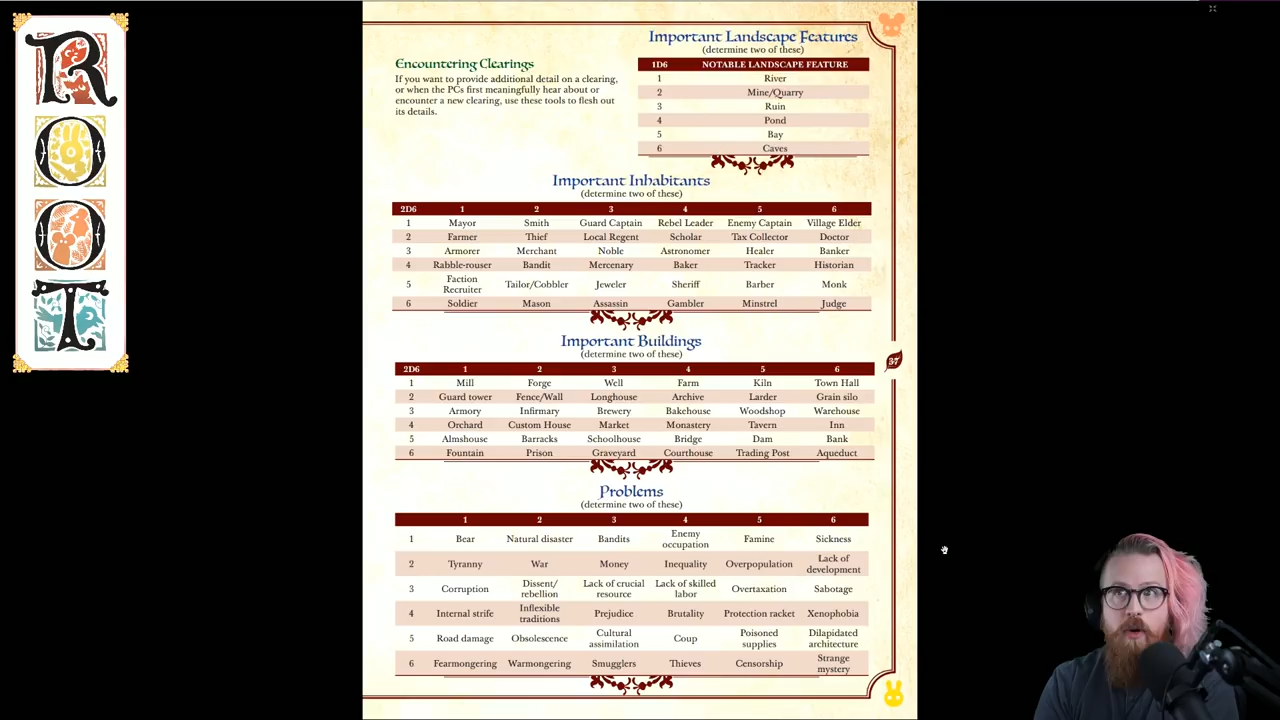 ROOT
Encountering Clearings
If you want to provide additional detail on a clearing,
or when the PCs first meaningfully hear about or
encounter a new clearing, use these tools to flesh out
its details.
Important Landscape Features
(determine two of these)
1D6 NOTABLE LANDSCAPE FEATURE
1 River
2 Mine/Quarry
3 Ruin
4 Pond
5 Bay
6 Caves
Important Inhabitants
(determine two of these)
2D6 1 2 3 4 5 6
1 Mayor Smith Guard Captain Rebel Leader Enemy Captain Village Elder
2 Farmer Thief Local Regent Scholar Tax Collector Doctor
3 Armorer Merchant Noble Astronomer Healer Banker
4 Rabble-rouser Bandit Mercenary Baker Tracker Historian
5 Faction Recruiter Tailor/Cobbler Jeweler Sheriff Barber Monk
6 Soldier Mason Assassin Gambler Minstrel Judge
Important Buildings
(determine two of these)
2D6 1 2 3 4 5 6
1 Mill Forge Well Farm Kiln Town Hall
2 Guard tower Fence/Wall Longhouse Archive Larder Grain silo
3 Armory Infirmary Brewery Bakehouse Woodshop Warehouse
4 Orchard Custom House Market Monastery Tavern Inn
5 Almshouse Barracks Schoolhouse Bridge Dam Bank
6 Fountain Prison Graveyard Courthouse Trading Post Aqueduct
37
Problems
(determine two of these)
1 2 3 4 5 6
1 Bear Natural disaster Bandits Enemy occupation Famine Sickness
2 Tyranny War Money Inequality Overpopulation Lack of development
3 Corruption Dissent/ rebellion Lack of crucial resource Lack of skilled labor Overtaxation Sabotage
4 Internal strife Inflexible traditions Prejudice Brutality Protection racket Xenophobia
5 Road damage Obsolescence Cultural assimilation Coup Poisoned supplies Dilapidated architecture
6 Fearmongering Warmongering Smugglers Thieves Censorship Strange mystery